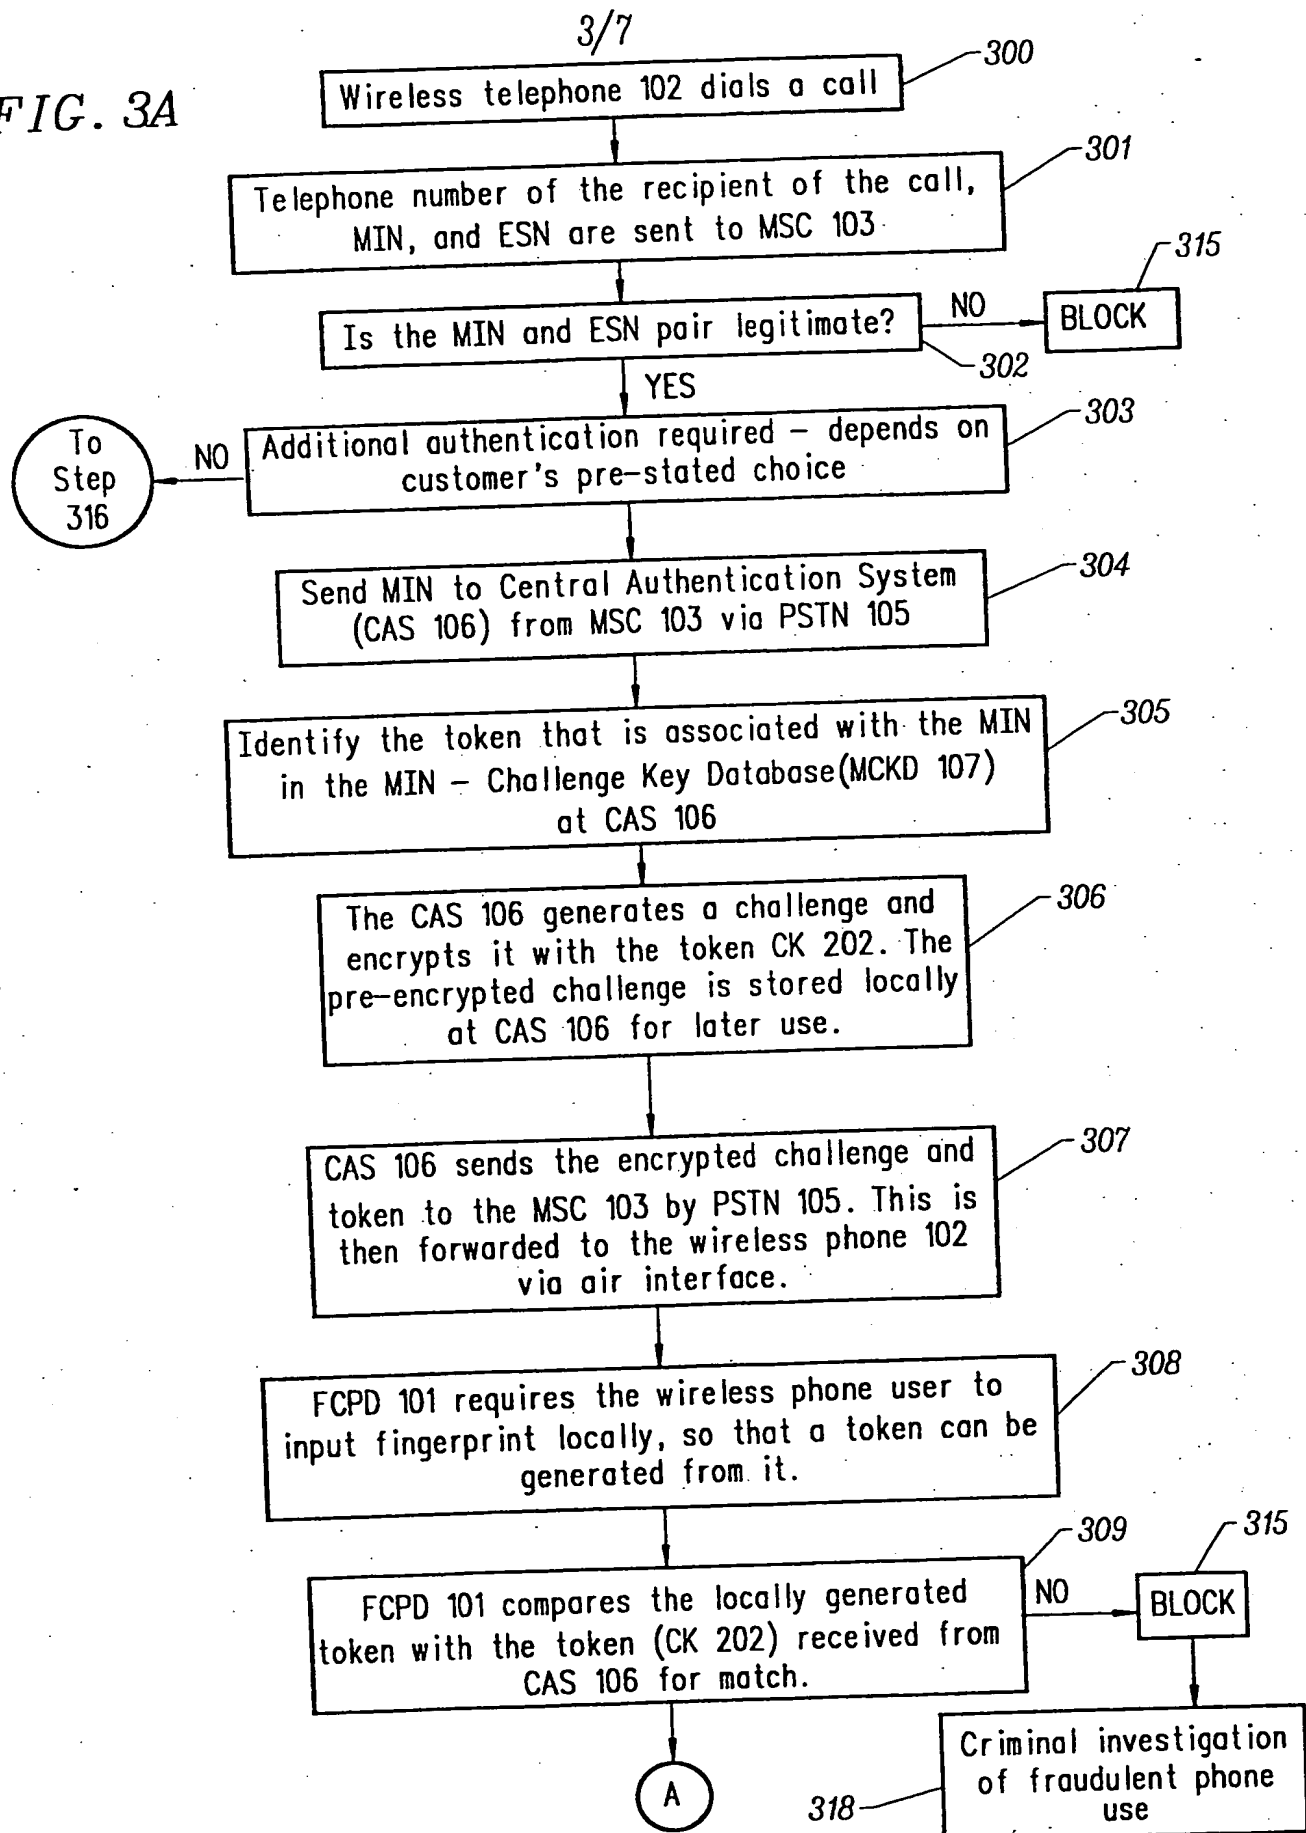 3/7
FIG. 3A
300
Wireless telephone 102 dials a call
301
Telephone number of the recipient of the call,
MIN, and ESN are sent to MSC 103
315
Is the MIN and ESN pair legitimate?
NO
BLOCK
302
YES
303
To
Step
316
NO
Additional authentication required – depends on
customer's pre-stated choice
304
Send MIN to Central Authentication System
(CAS 106) from MSC 103 via PSTN 105
305
Identify the token that is associated with the MIN
in the MIN – Challenge Key Database(MCKD 107)
at CAS 106
306
The CAS 106 generates a challenge and
encrypts it with the token CK 202. The
pre-encrypted challenge is stored locally
at CAS 106 for later use.
307
CAS 106 sends the encrypted challenge and
token to the MSC 103 by PSTN 105. This is
then forwarded to the wireless phone 102
via air interface.
308
FCPD 101 requires the wireless phone user to
input fingerprint locally, so that a token can be
generated from it.
309
315
FCPD 101 compares the locally generated
token with the token (CK 202) received from
CAS 106 for match.
NO
BLOCK
A
318
Criminal investigation
of fraudulent phone
use